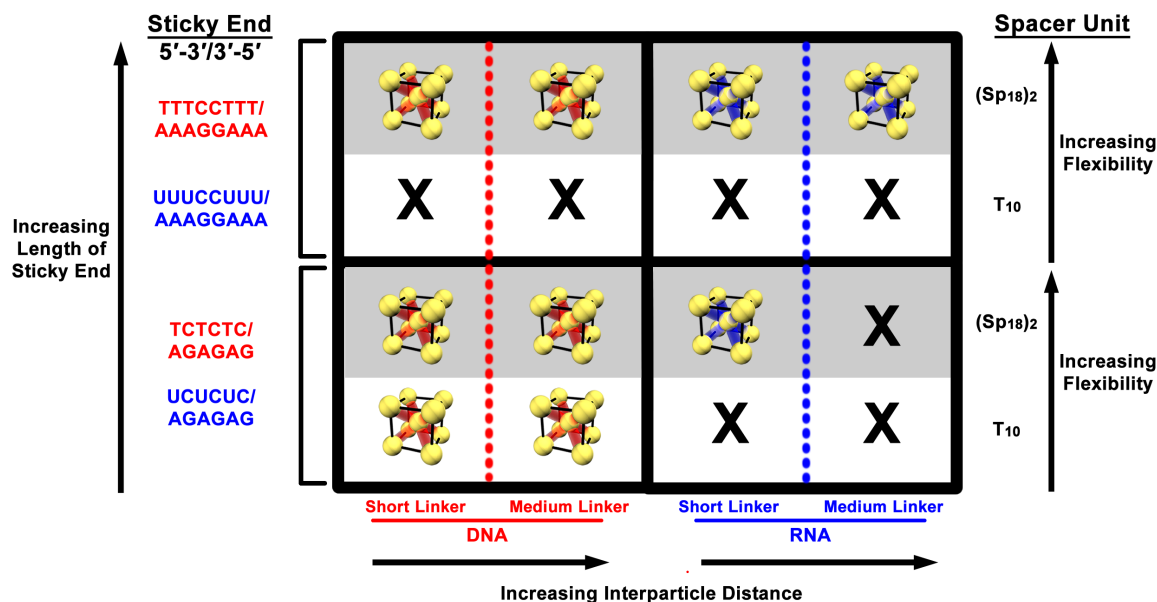 Sticky End
5′-3′/3′-5′
Spacer Unit
TTTCCTTT/
AAAGGAAA
(Sp18)2
Increasing
Flexibility
UUUCCUUU/
AAAGGAAA
X X X X
T10
Increasing
Length of
Sticky End
TCTCTC/
AGAGAG
X
(Sp18)2
Increasing
Flexibility
UCUCUC/
AGAGAG
X X
T10
Short Linker Medium Linker Short Linker Medium Linker
DNA RNA
Increasing Interparticle Distance